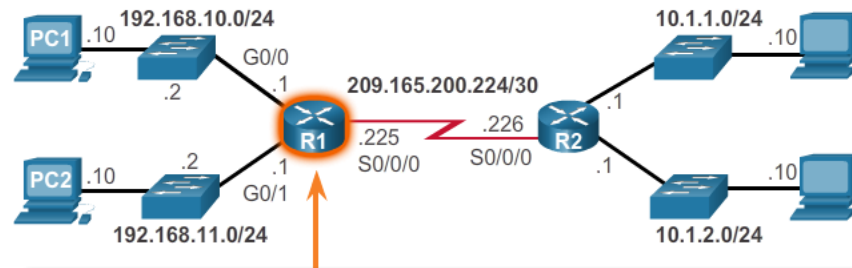 192.168.10.0/24
10.1.1.0/24
PC1
.10
G0/0
.10
.2
.1
209.165.200.224/30
.1
R1
.225
.226
R2
S0/0/0
S0/0/0
.2
.1
.1
PC2
.10
G0/1
.10
192.168.11.0/24
10.1.2.0/24